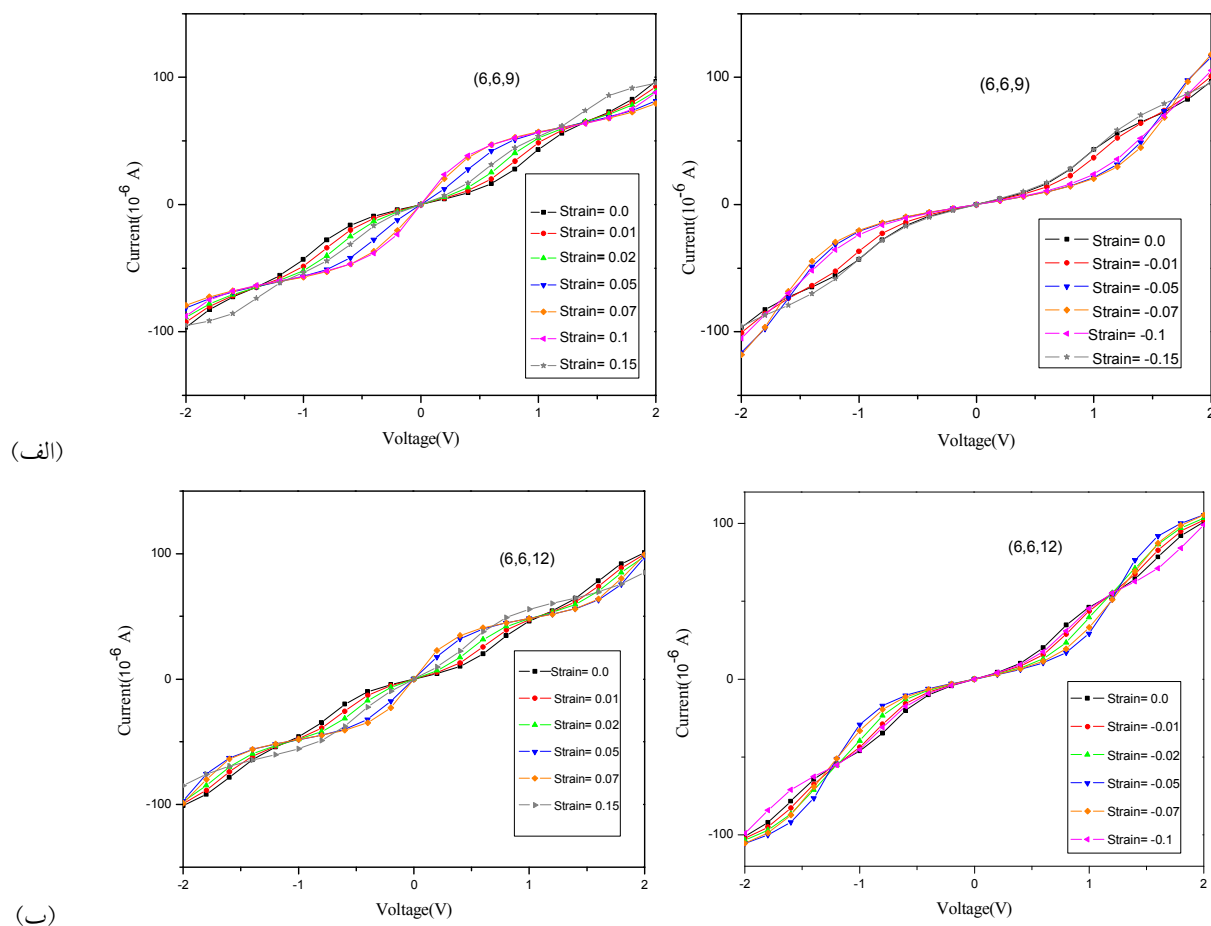 (6,6,9)
100
0
-100
Current(10⁻⁶ A)
Strain= 0.0
Strain= 0.01
Strain= 0.02
Strain= 0.05
Strain= 0.07
Strain= 0.1
Strain= 0.15
-2 -1 0 1 2
Voltage(V)
(6,6,9)
100
0
-100
Current(10⁻⁶ A)
Strain= 0.0
Strain= -0.01
Strain= -0.05
Strain= -0.07
Strain= -0.1
Strain= -0.15
-2 -1 0 1 2
Voltage(V)
(الف)
(6,6,12)
100
0
-100
Current(10⁻⁶ A)
Strain= 0.0
Strain= 0.01
Strain= 0.02
Strain= 0.05
Strain= 0.07
Strain= 0.15
-2 -1 0 1 2
Voltage(V)
(6,6,12)
100
0
-100
Current(10⁻⁶ A)
Strain= 0.0
Strain= -0.01
Strain= -0.02
Strain= -0.05
Strain= -0.07
Strain= -0.1
-2 -1 0 1 2
Voltage(V)
(ب)